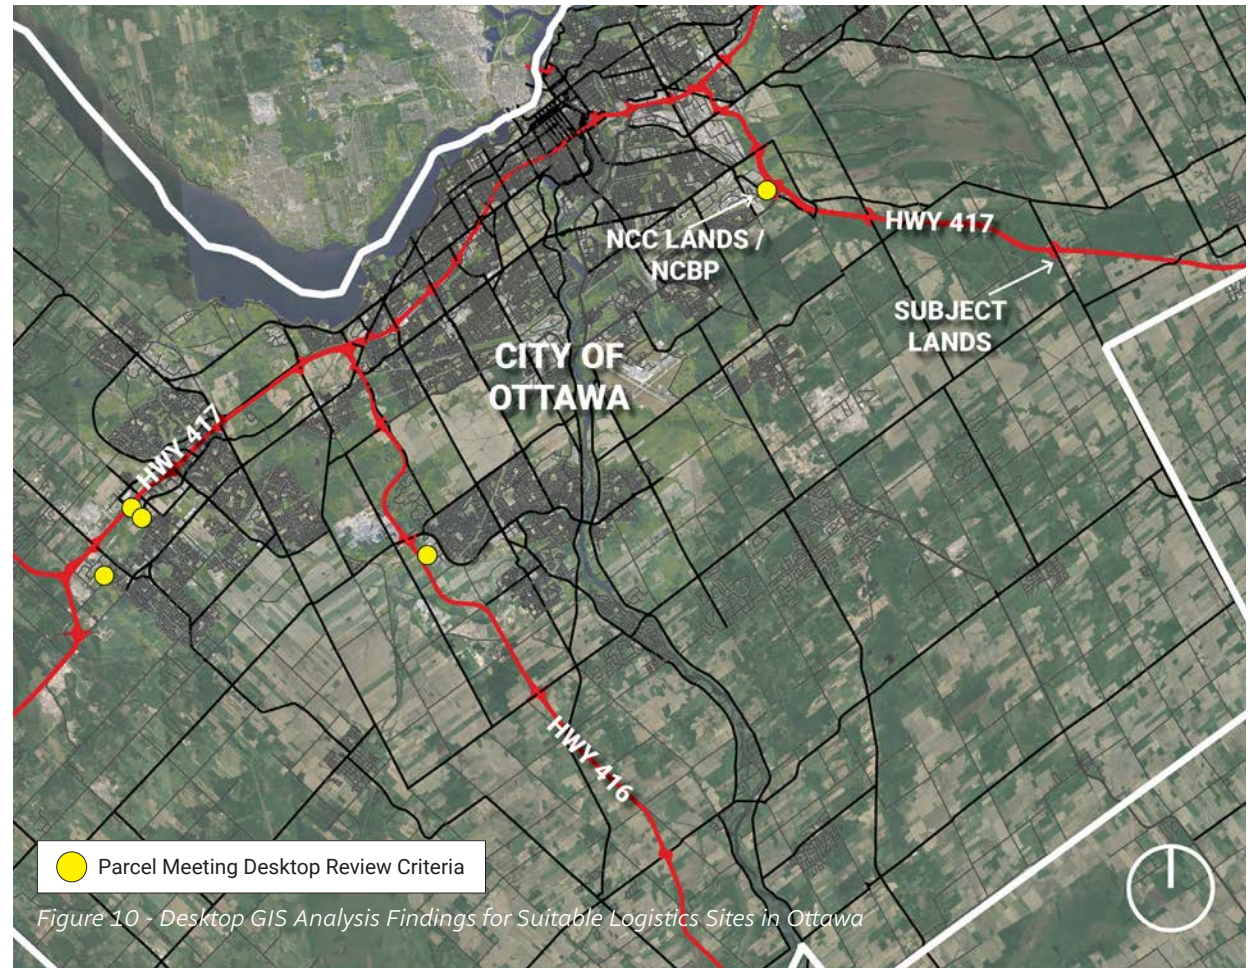 NCC LANDS /
NCBP
HWY 417
SUBJECT
LANDS
CITY OF
OTTAWA
HWY 417
HWY 416
Parcel Meeting Desktop Review Criteria
Figure 10 - Desktop GIS Analysis Findings for Suitable Logistics Sites in Ottawa